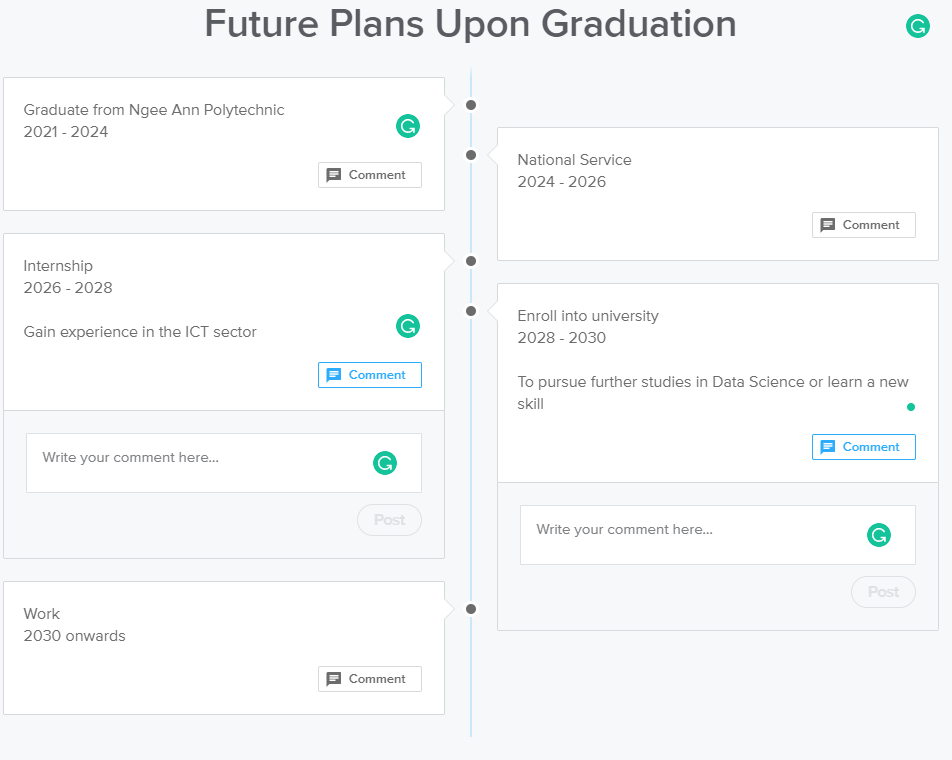 Future Plans Upon Graduation
Graduate from Ngee Ann Polytechnic
2021 - 2024
Comment
National Service
2024 - 2026
Comment
Internship
2026 - 2028
Gain experience in the ICT sector
Comment
Write your comment here...
Post
Enroll into university
2028 - 2030
To pursue further studies in Data Science or learn a new
skill
Comment
Write your comment here...
Post
Work
2030 onwards
Comment